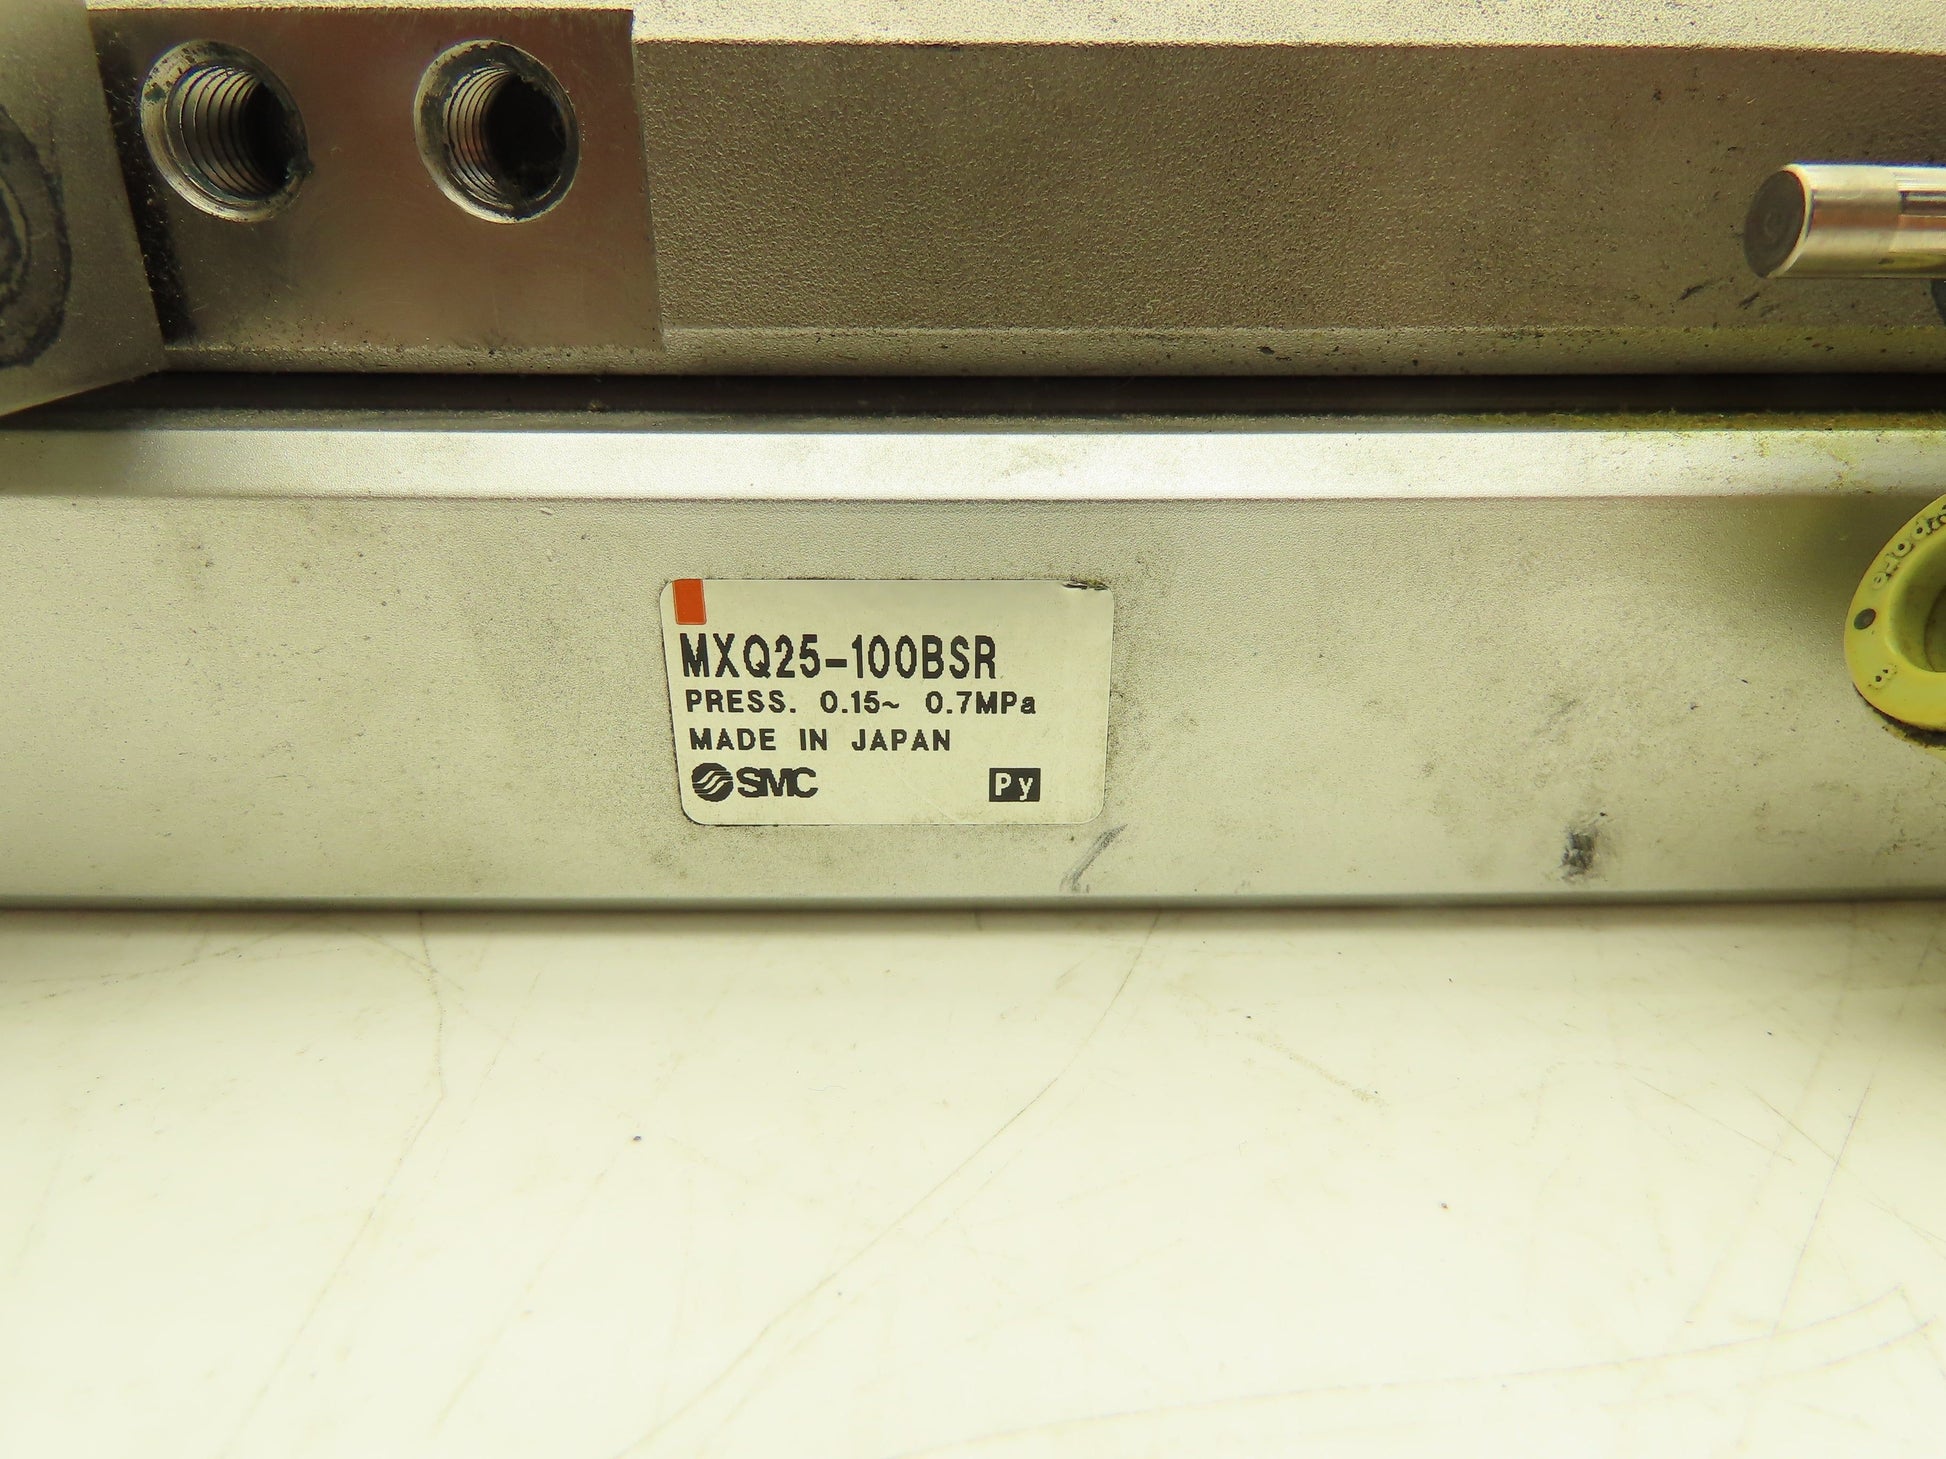 MXQ25-100BSR
PRESS. 0.15~ 0.7MPa
MADE IN JAPAN
SMC Py